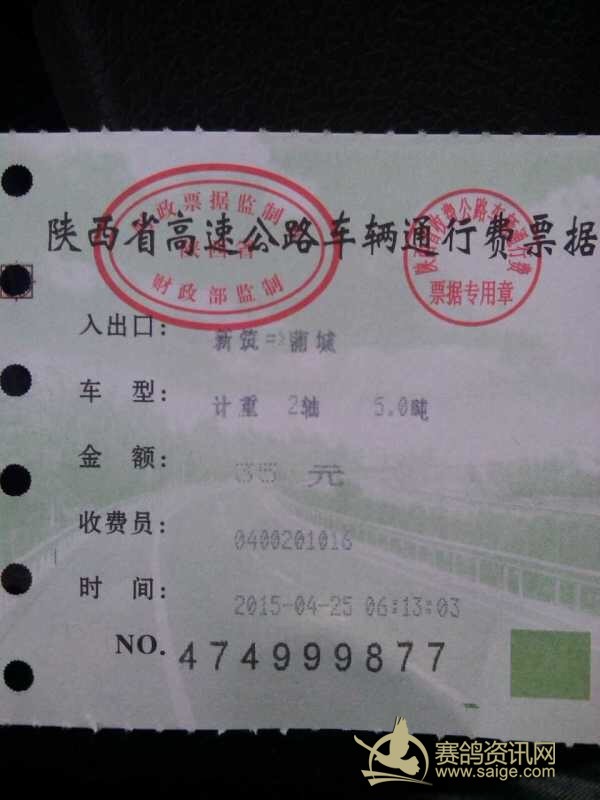 陕西省高速公路车辆通行费票据
财政部监制
票据专用章
入出口： 新筑=>蒲城
车 型： 计重 2轴 5.0吨
金 额： 35 元
收费员： 0400201016
时 间： 2015-04-25 06:13:03
NO. 474999877
赛鸽资讯网
www.saige.com